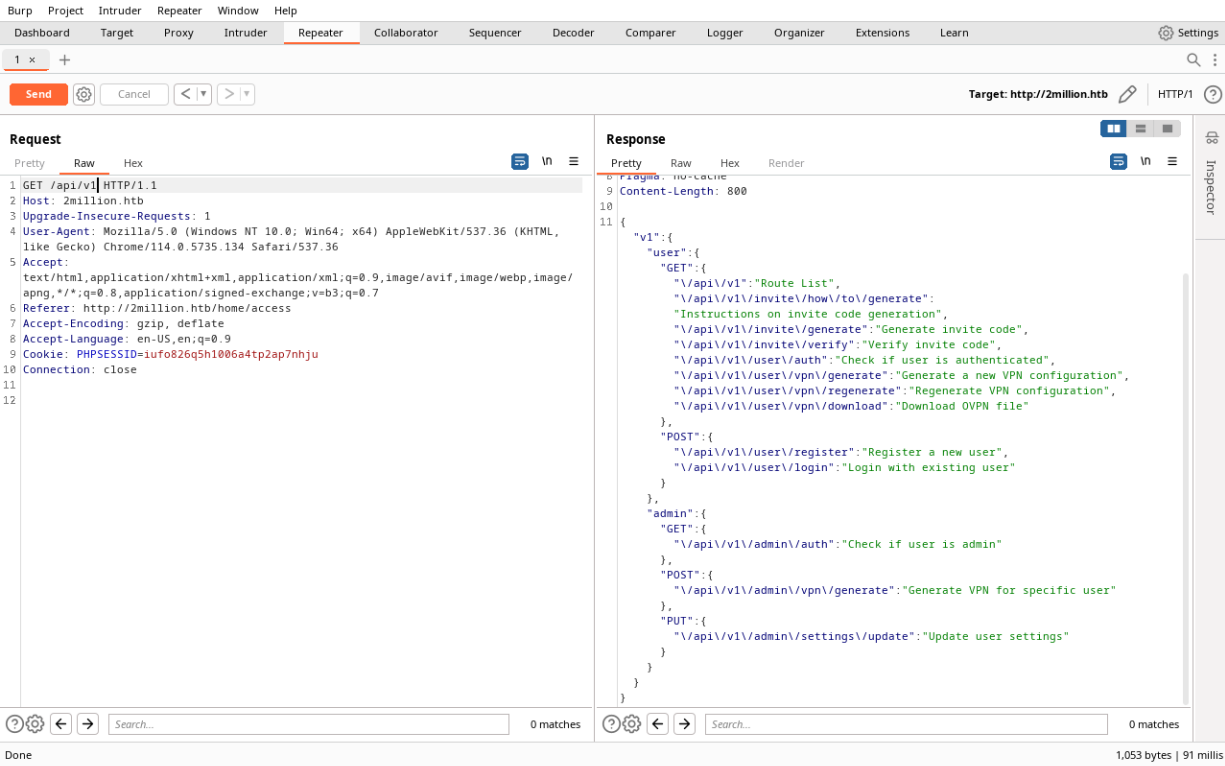 Burp Project Intruder Repeater Window Help
Dashboard Target Proxy Intruder Repeater Collaborator Sequencer Decoder Comparer Logger Organizer Extensions Learn Settings
1 ×
Send Cancel Target: http://2million.htb HTTP/1
Request
Pretty Raw Hex \n
1 GET /api/v1 HTTP/1.1
2 Host: 2million.htb
3 Upgrade-Insecure-Requests: 1
4 User-Agent: Mozilla/5.0 (Windows NT 10.0; Win64; x64) AppleWebKit/537.36 (KHTML,
like Gecko) Chrome/114.0.5735.134 Safari/537.36
5 Accept:
text/html,application/xhtml+xml,application/xml;q=0.9,image/avif,image/webp,image/
apng,*/*;q=0.8,application/signed-exchange;v=b3;q=0.7
6 Referer: http://2million.htb/home/access
7 Accept-Encoding: gzip, deflate
8 Accept-Language: en-US,en;q=0.9
9 Cookie: PHPSESSID=iufo826q5h1006a4tp2ap7nhju
10 Connection: close
11
12
Search... 0 matches
Response
Pretty Raw Hex Render \n
8 Pragma: no-cache
9 Content-Length: 800
10
11 {
"v1":{
"user":{
"GET":{
"\/api\/v1":"Route List",
"\/api\/v1\/invite\/how\/to\/generate":
"Instructions on invite code generation",
"\/api\/v1\/invite\/generate":"Generate invite code",
"\/api\/v1\/invite\/verify":"Verify invite code",
"\/api\/v1\/user\/auth":"Check if user is authenticated",
"\/api\/v1\/user\/vpn\/generate":"Generate a new VPN configuration",
"\/api\/v1\/user\/vpn\/regenerate":"Regenerate VPN configuration",
"\/api\/v1\/user\/vpn\/download":"Download OVPN file"
},
"POST":{
"\/api\/v1\/user\/register":"Register a new user",
"\/api\/v1\/user\/login":"Login with existing user"
}
},
"admin":{
"GET":{
"\/api\/v1\/admin\/auth":"Check if user is admin"
},
"POST":{
"\/api\/v1\/admin\/vpn\/generate":"Generate VPN for specific user"
},
"PUT":{
"\/api\/v1\/admin\/settings\/update":"Update user settings"
}
}
}
}
Search... 0 matches
Inspector
Done 1,053 bytes | 91 millis